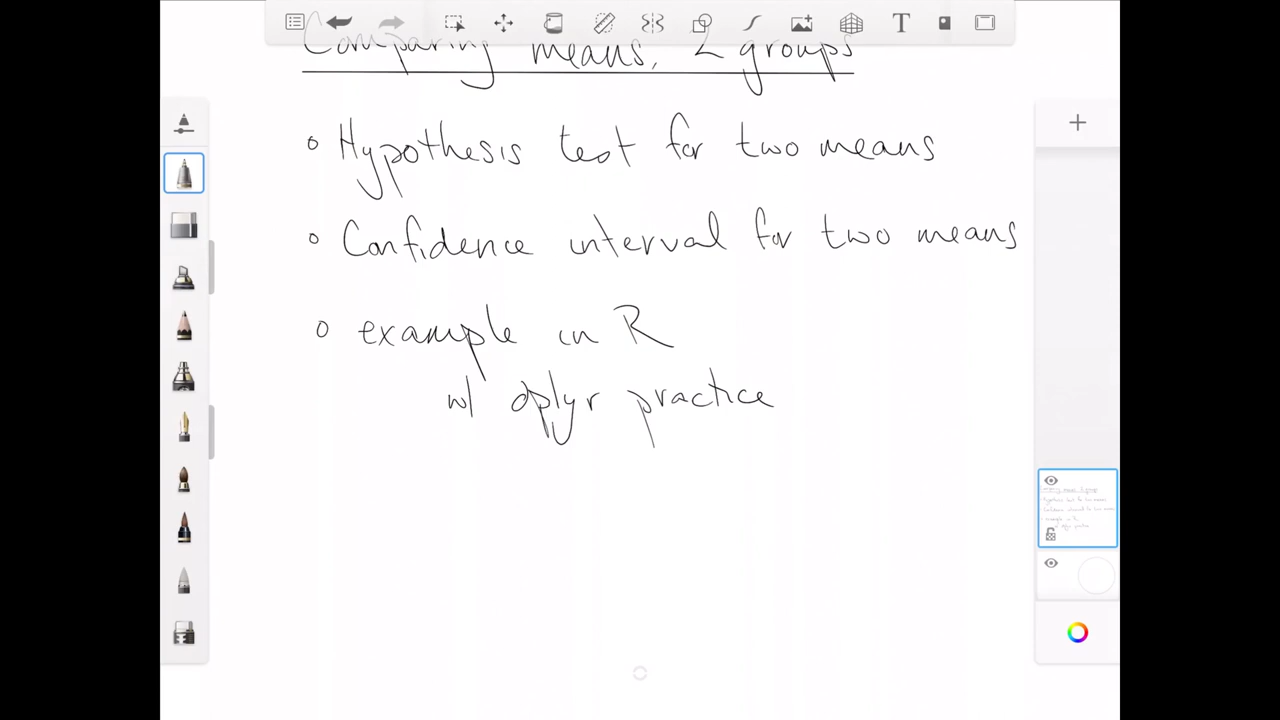 Comparing means, 2 groups
o Hypothesis test for two means
o Confidence interval for two means
o example in R
w/ dplyr practice